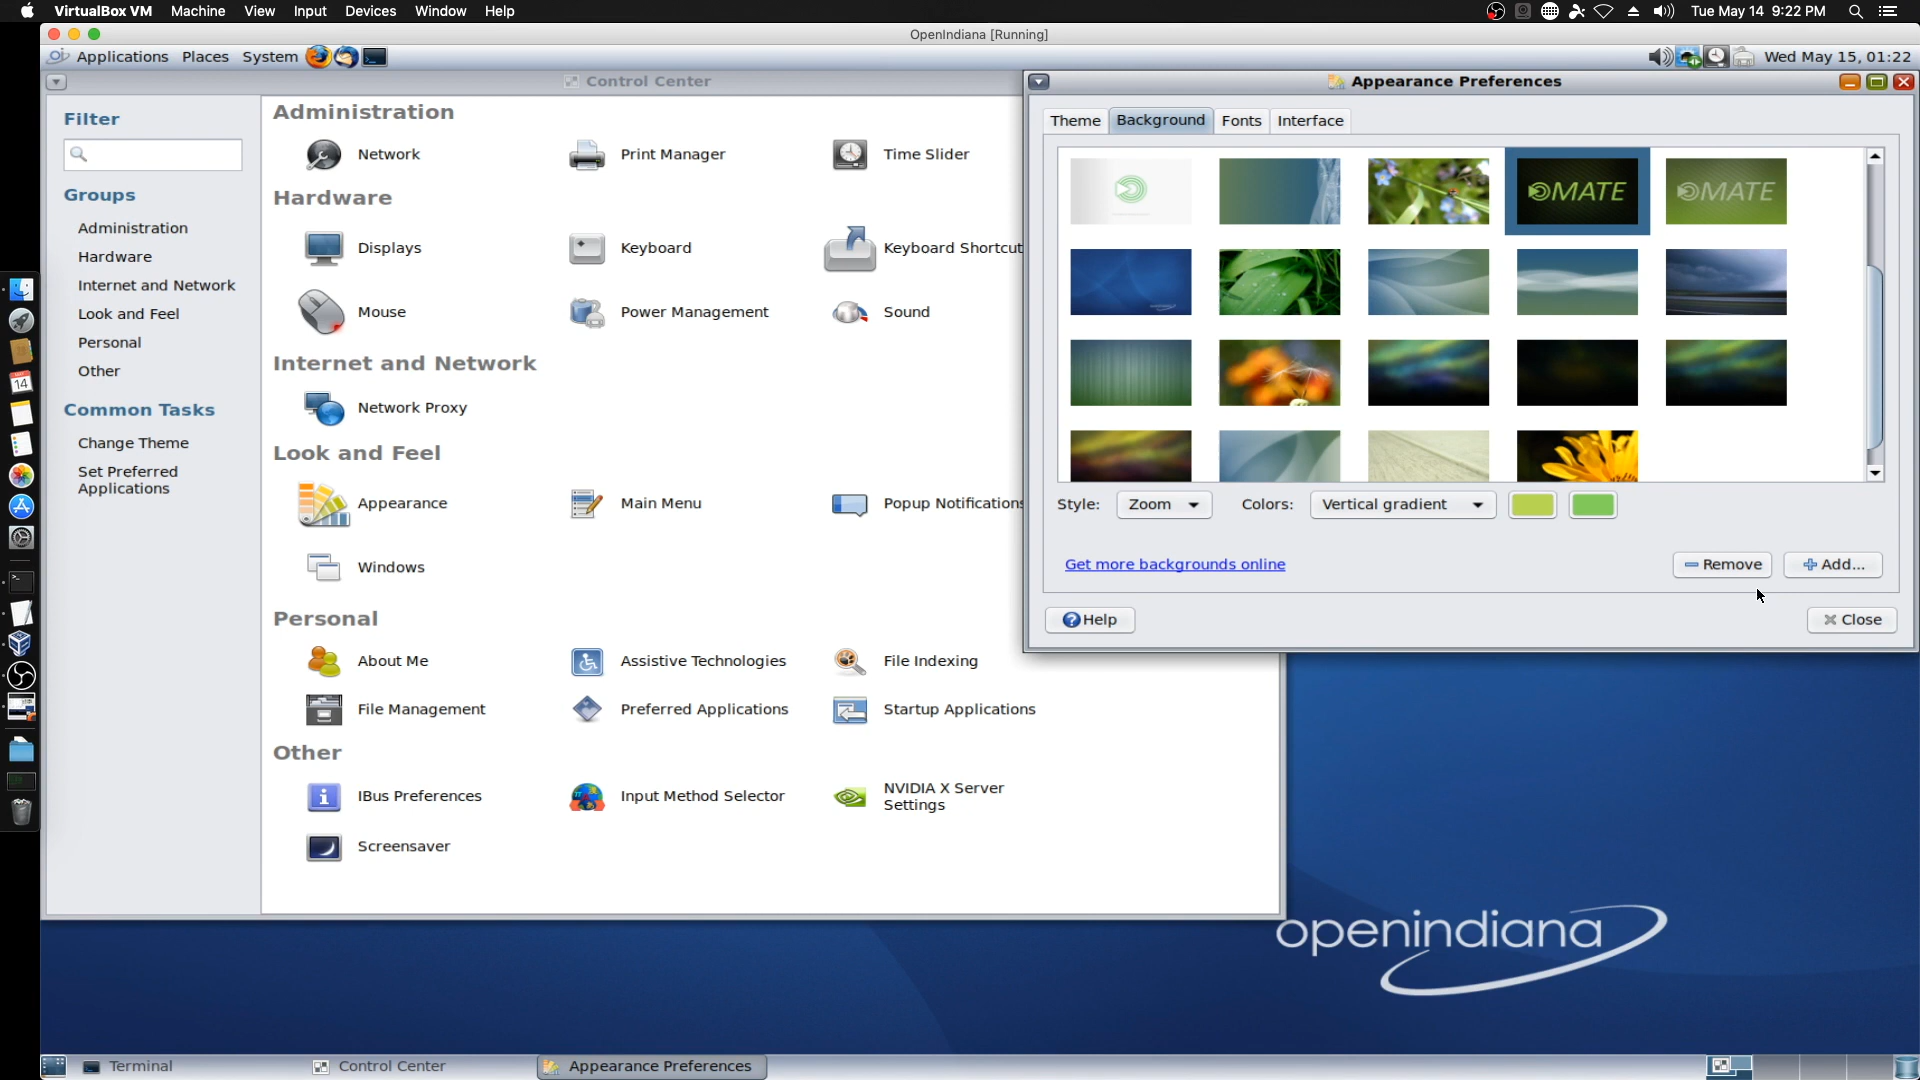 VirtualBox VM Machine View Input Devices Window Help
Tue May 14 9:22 PM
OpenIndiana [Running]
Applications Places System
Wed May 15, 01:22
Control Center
Filter
Groups
Administration
Hardware
Internet and Network
Look and Feel
Personal
Other
Common Tasks
Change Theme
Set Preferred
Applications
Administration
Network
Print Manager
Time Slider
Hardware
Displays
Keyboard
Keyboard Shortcut
Mouse
Power Management
Sound
Internet and Network
Network Proxy
Look and Feel
Appearance
Main Menu
Popup Notifications
Windows
Personal
About Me
Assistive Technologies
File Indexing
File Management
Preferred Applications
Startup Applications
Other
IBus Preferences
Input Method Selector
NVIDIA X Server
Settings
Screensaver
Appearance Preferences
Theme Background Fonts Interface
MATE
MATE
Style: Zoom Colors: Vertical gradient
Get more backgrounds online
Remove
Add...
Help
Close
14
openindiana
Terminal
Control Center
Appearance Preferences